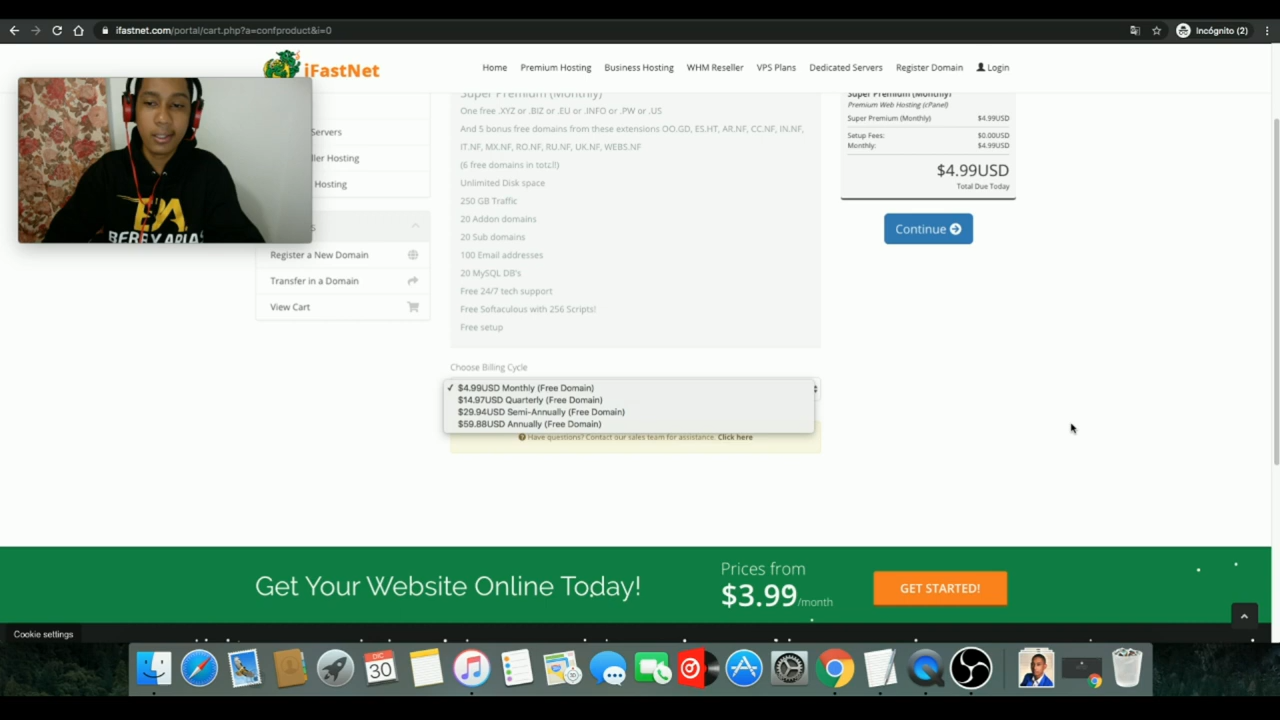 ifastnet.com/portal/cart.php?a=confproduct&i=0
Incógnito (2)
iFastNet
Home
Premium Hosting
Business Hosting
WHM Reseller
VPS Plans
Dedicated Servers
Register Domain
Login
Servers
ller Hosting
Hosting
s
Register a New Domain
Transfer in a Domain
View Cart
Super Premium (Monthly)
One free .XYZ or .BIZ or .EU or .INFO or .PW or .US
And 5 bonus free domains from these extensions OO.GD, ES.HT, AR.NF, CC.NF, IN.NF,
IT.NF, MX.NF, RO.NF, RU.NF, UK.NF, WEBS.NF
(6 free domains in total!)
Unlimited Disk space
250 GB Traffic
20 Addon domains
20 Sub domains
100 Email addresses
20 MySQL DB's
Free 24/7 tech support
Free Softaculous with 256 Scripts!
Free setup
Choose Billing Cycle
✓ $4.99USD Monthly (Free Domain)
$14.97USD Quarterly (Free Domain)
$29.94USD Semi-Annually (Free Domain)
$59.88USD Annually (Free Domain)
Have questions? Contact our sales team for assistance. Click here
Super Premium (Monthly)
Premium Web Hosting (cPanel)
Super Premium (Monthly) $4.99USD
Setup Fees: $0.00USD
Monthly: $4.99USD
$4.99USD
Total Due Today
Continue
Get Your Website Online Today!
Prices from
$3.99/month
GET STARTED!
Cookie settings
DIC
30